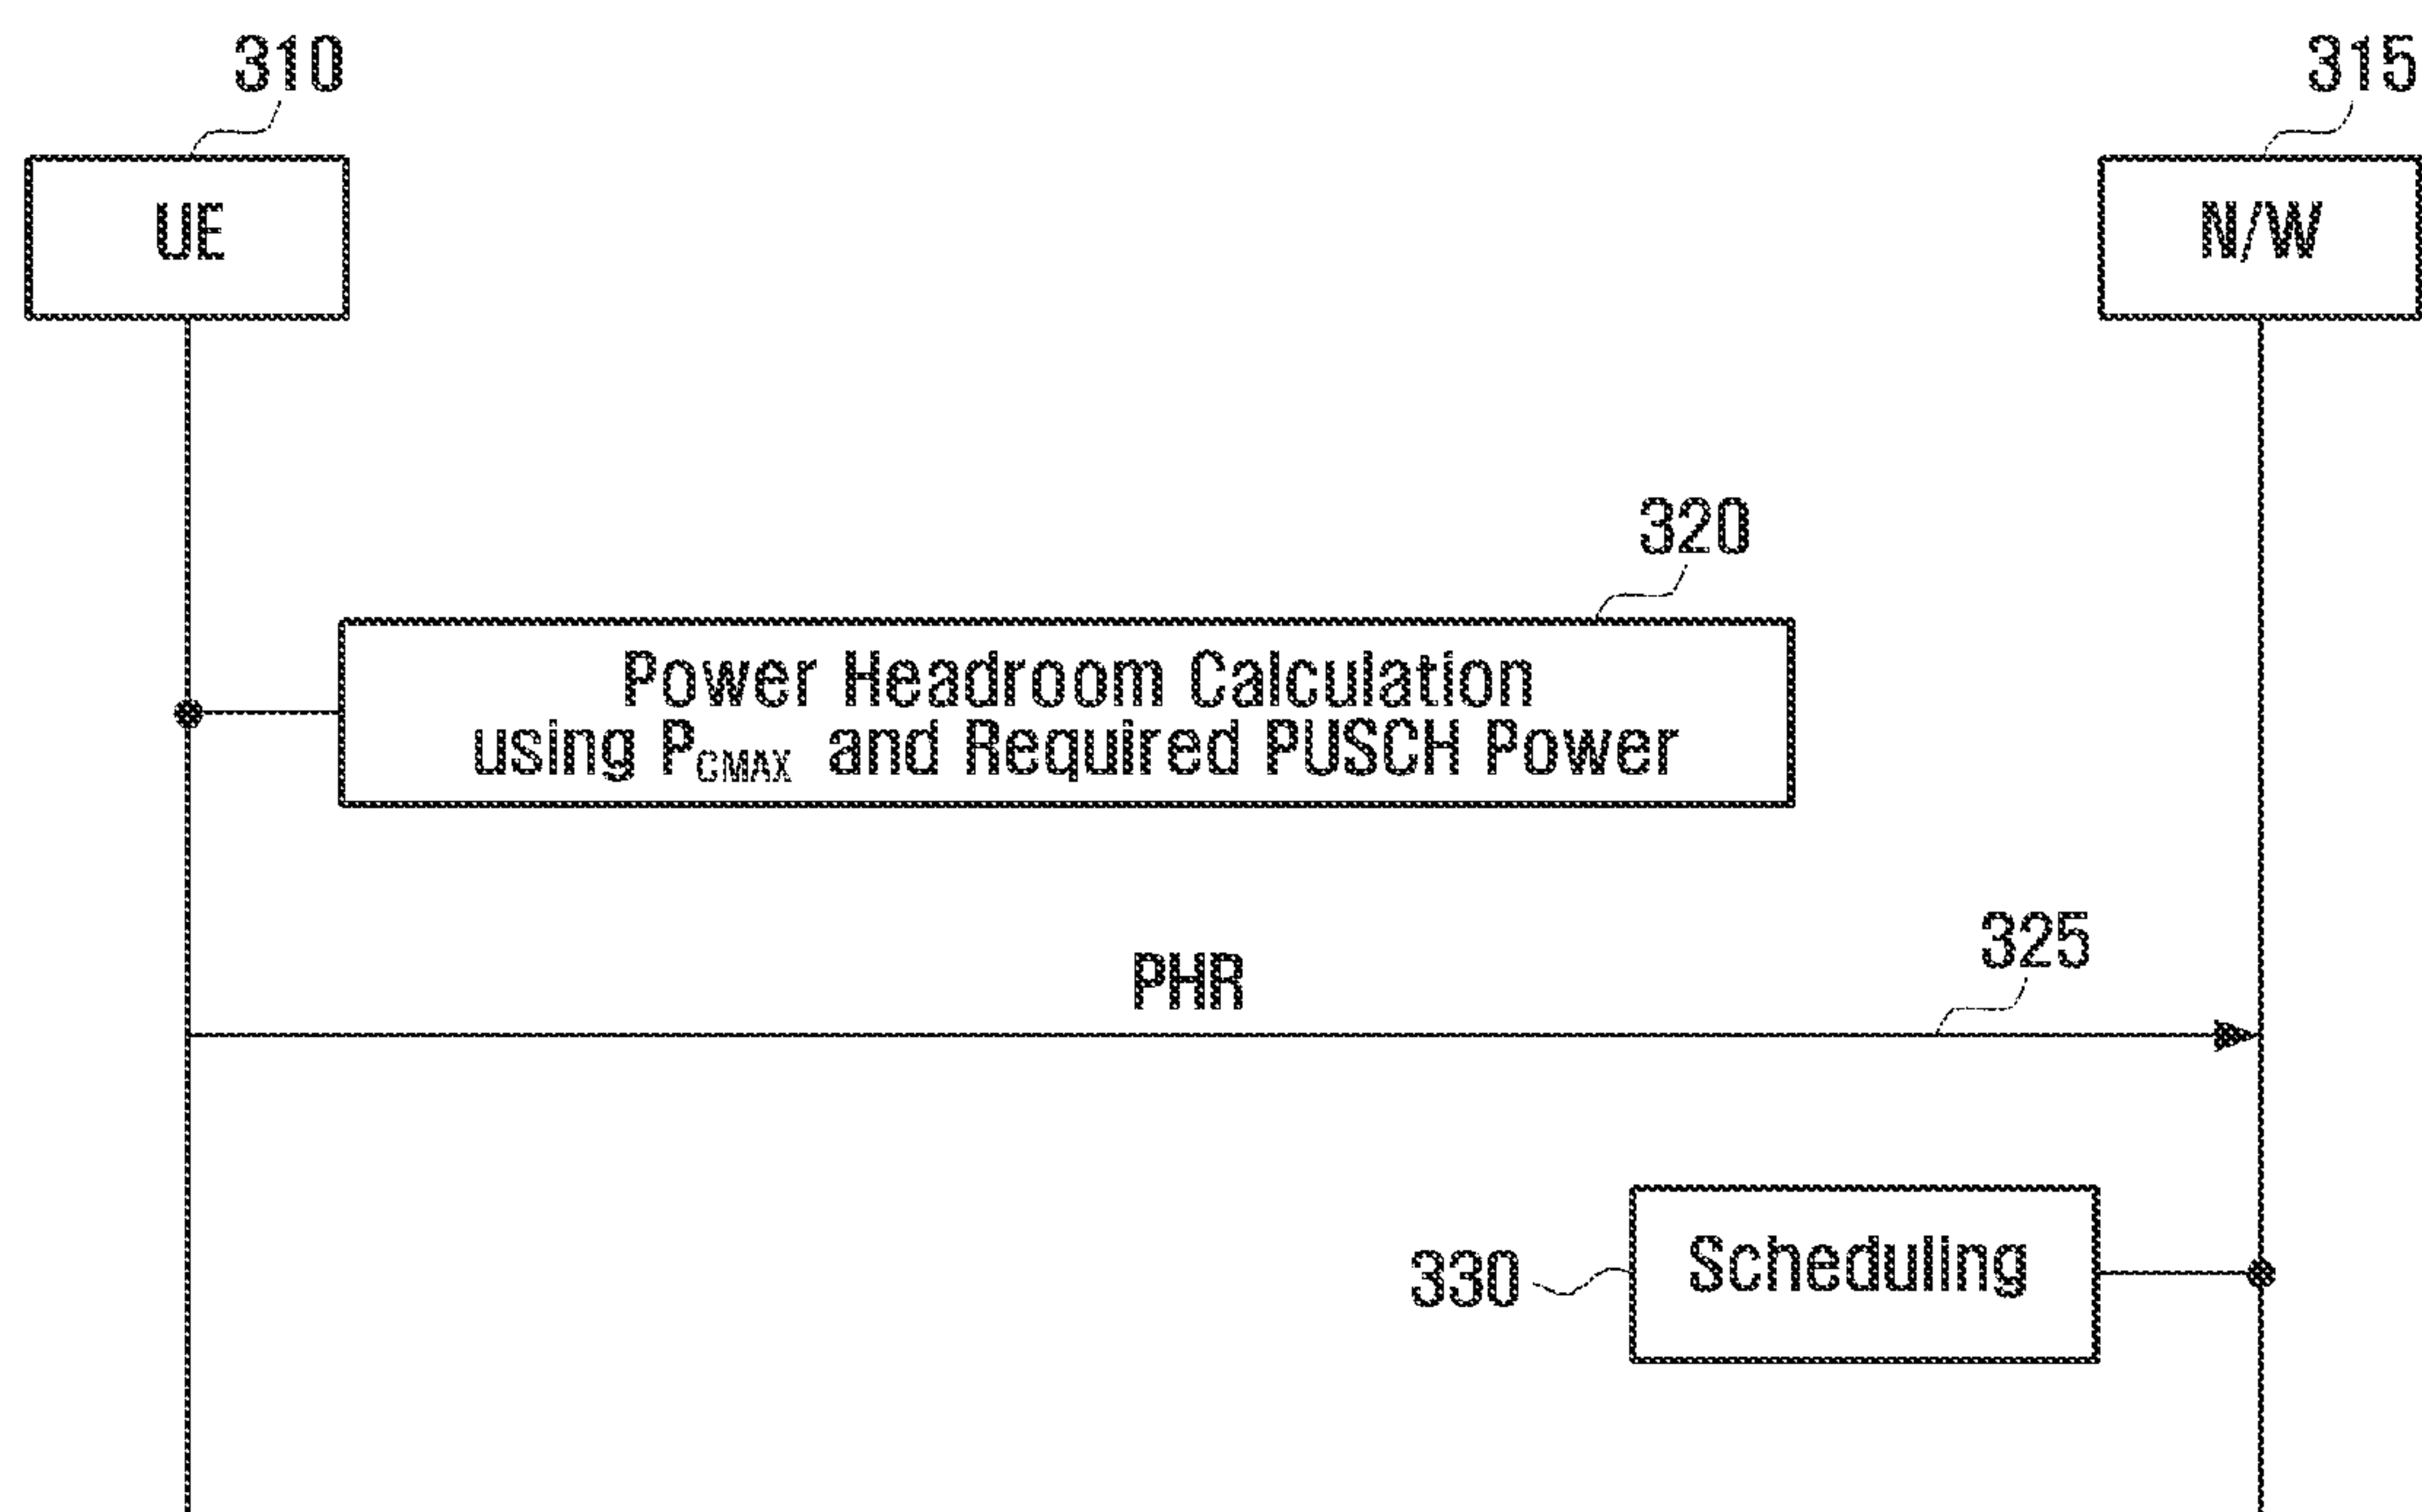 310
315
UE
N/W
320
Power Headroom Calculation
using PCMAX and Required PUSCH Power
325
PHR
330
Scheduling